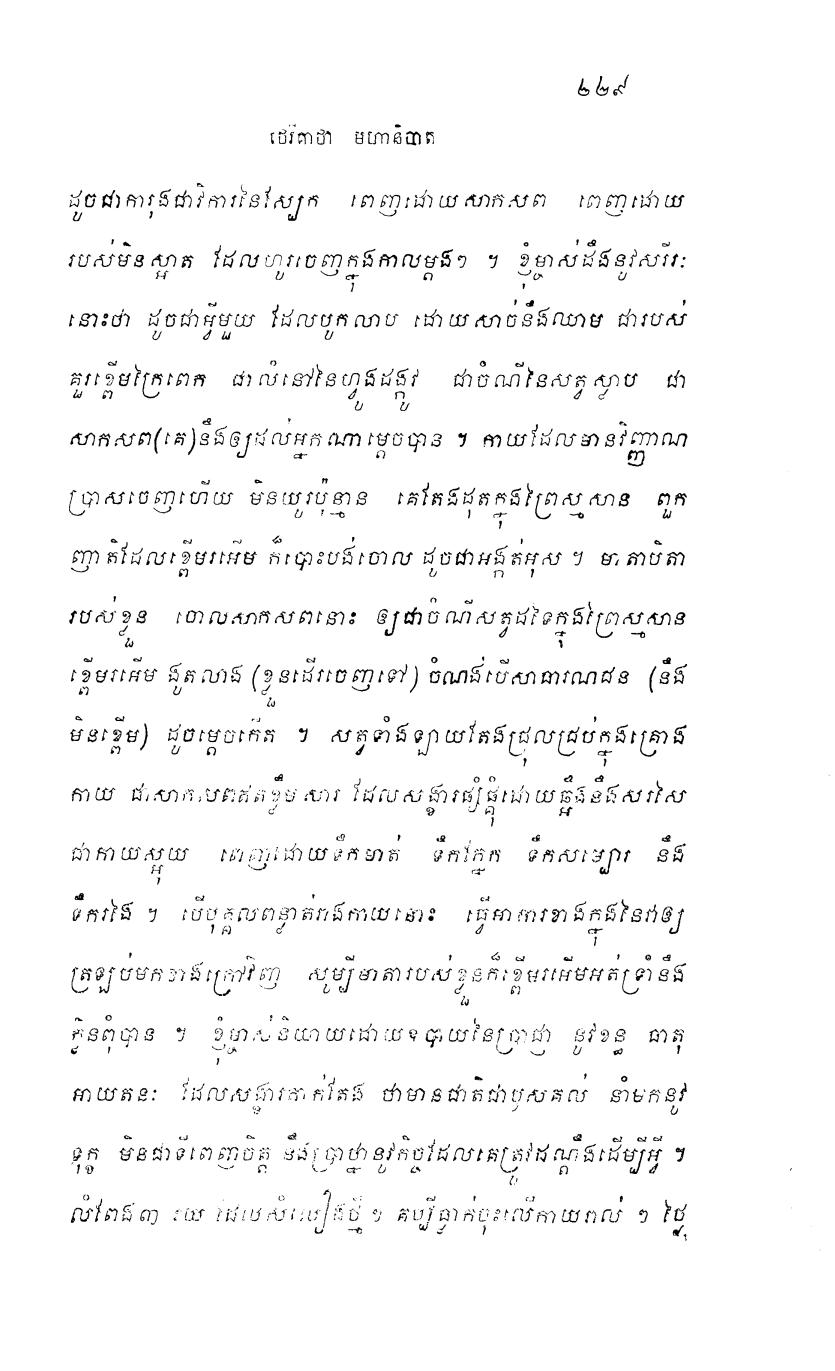 ២២៩
ថេរីគាថា មហានិបាត
ដូចជាការុងជាវិការនៃស្បែក ពេញដោយសាកសព ពេញដោយ
របស់មិនស្អាត ដែលហូរចេញក្នុងកាលម្ដងៗ ។ ខ្ញុំម្ចាស់ដឹងនូវសរីរៈ
នោះថា ដូចជាអ្វីមួយ ដែលបូកលាប ដោយសាច់នឹងឈាម ជារបស់
គួរខ្ពើមក្រៃពេក ជាលំនៅនៃហ្វូងដង្កូវ ជាចំណីនៃសត្វស្លាប ជា
សាកសព(គេ)នឹងឲ្យដល់អ្នកណាម្ដេចបាន ។ កាយដែលមានវិញ្ញាណ
ប្រាសចេញហើយ មិនយូរប៉ុន្មាន គេតែងដុតក្នុងព្រៃស្មសាន ពួក
ញាតិដែលខ្ពើមរអើម ក៏បោះបង់ចោល ដូចជាអង្កត់អុស ។ មាតាបិតា
របស់ខ្លួន ចោលសាកសពនោះ ឲ្យជាចំណីសត្វដទៃក្នុងព្រៃស្មសាន
ខ្ពើមរអើម ងូតលាង (ខ្លួនដើរចេញទៅ) ចំណង់បើសាធារណជន (នឹង
មិនខ្ពើម) ដូចម្ដេចកើត ។ សត្វទាំងឡាយតែងជ្រុលជ្រប់ក្នុងគ្រោង
កាយ ជាសាកសពឥតខ្លឹមសារ ដែលសង្ខារផ្សំផ្គុំដោយឆ្អឹងនឹងសរសៃ
ជាកាយស្អុយ ពេញដោយទឹកមាត់ ទឹកភ្នែក ទឹកសម្បោរ នឹង
ទឹករងៃ ។ បើបុគ្គលពន្លាត់រាងកាយនោះ ធ្វើអាការខាងក្នុងនៃវាឲ្យ
ត្រឡប់មកខាងក្រៅវិញ សូម្បីមាតារបស់ខ្លួនក៏ខ្ពើមរអើមអត់ទ្រាំនឹង
ក្លិនពុំបាន ។ ខ្ញុំម្ចាស់និយាយដោយឧបាយនៃប្រាជ្ញា នូវខន្ធ ធាតុ
អាយតនៈ ដែលសង្ខារតាក់តែង ថាមានជាតិជាឫសគល់ នាំមកនូវ
ទុក្ខ មិនជាទីពេញចិត្ត នឹងប្រាថ្នានូវកិច្ចដែលគេត្រូវដណ្ដឹងដើម្បីអ្វី ។
លំពែង៣ រយ ដែលសំលៀងថ្មី ៗ គប្បីធ្លាក់ចុះលើកាយរាល់ ៗ ថ្ងៃ